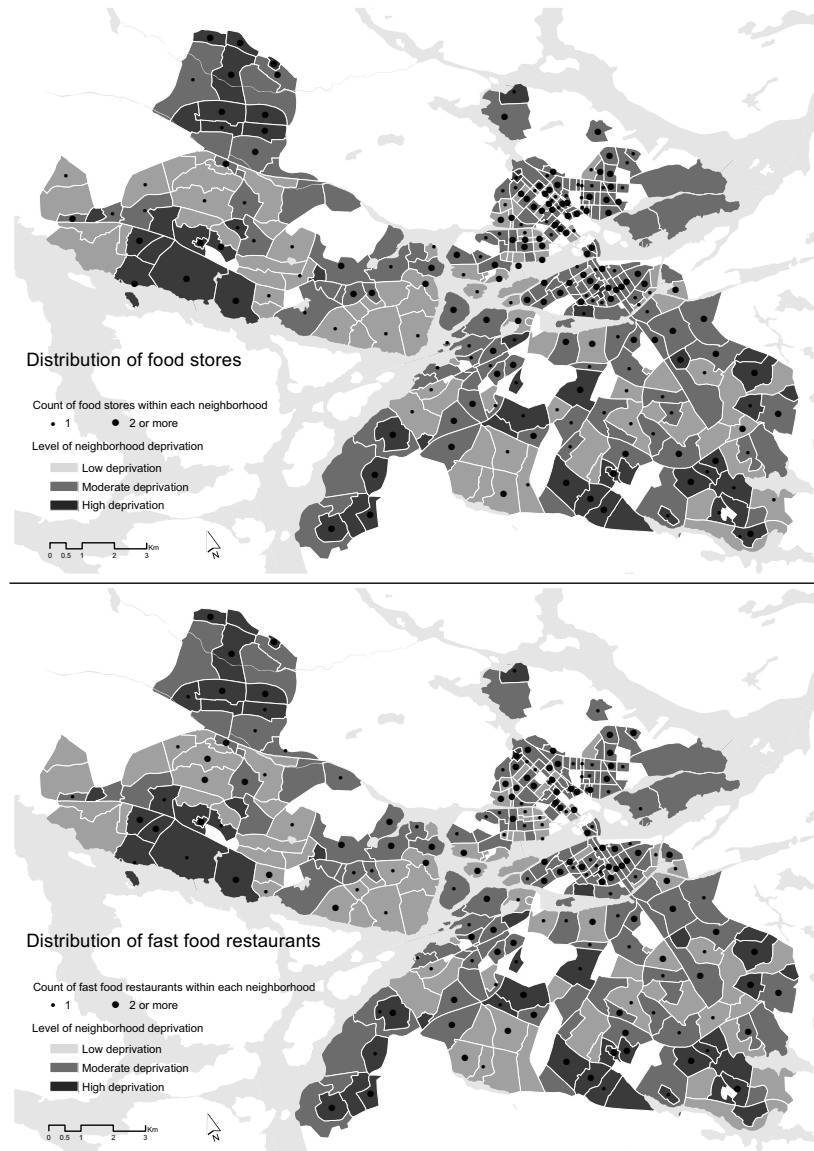 Distribution of food stores
Count of food stores within each neighborhood
1 2 or more
Level of neighborhood deprivation
Low deprivation
Moderate deprivation
High deprivation
Km
0 0.5 1 2 3
N
Distribution of fast food restaurants
Count of fast food restaurants within each neighborhood
1 2 or more
Level of neighborhood deprivation
Low deprivation
Moderate deprivation
High deprivation
Km
0 0.5 1 2 3
N